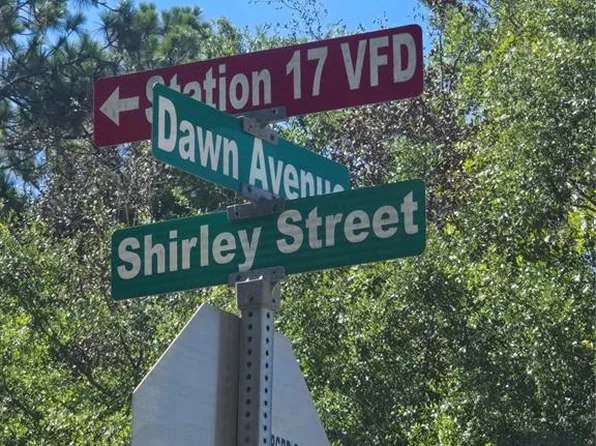 ← Station 17 VFD
Dawn Avenue
Shirley Street